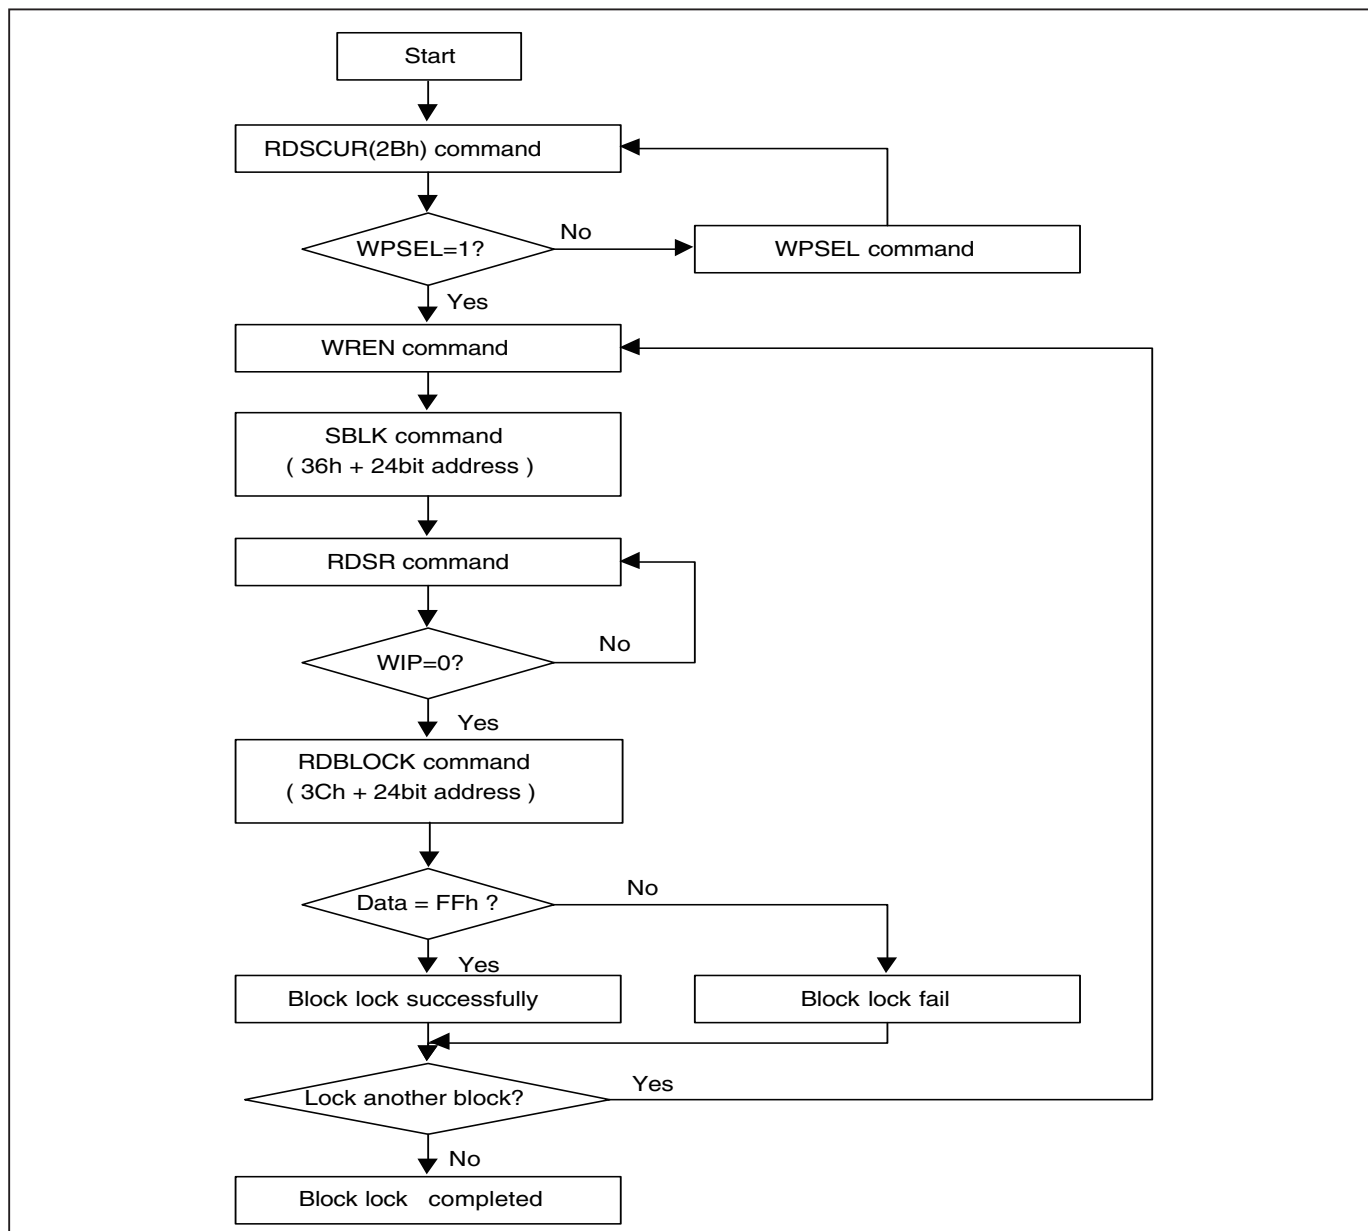 Start
RDSCUR(2Bh) command
WPSEL=1?
No
WPSEL command
Yes
WREN command
SBLK command
( 36h + 24bit address )
RDSR command
WIP=0?
No
Yes
RDBLOCK command
( 3Ch + 24bit address )
Data = FFh ?
No
Yes
Block lock successfully
Block lock fail
Lock another block?
Yes
No
Block lock completed